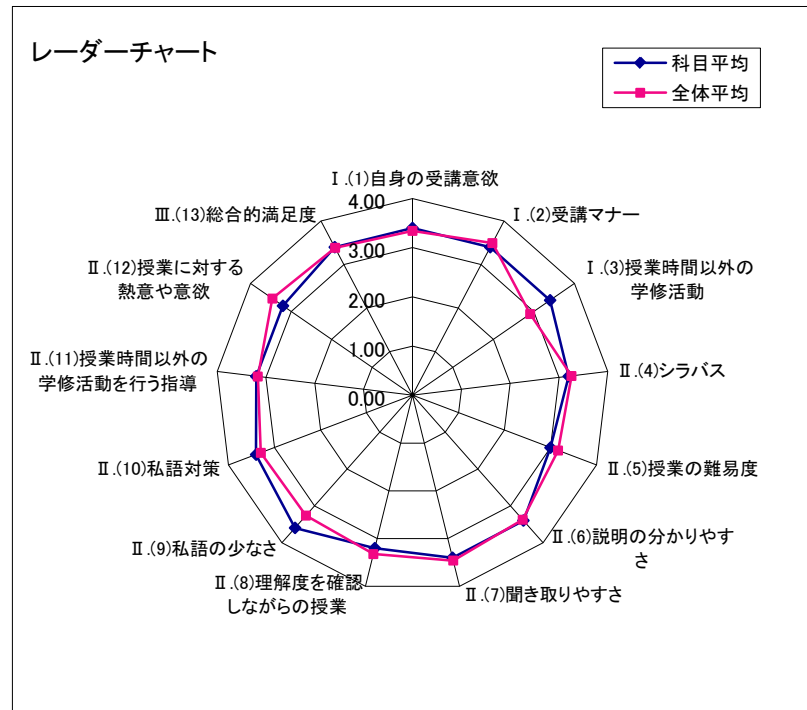 レーダーチャート
科目平均
全体平均
Ⅰ.(1)自身の受講意欲
Ⅰ.(2)受講マナー
Ⅰ.(3)授業時間以外の
学修活動
Ⅱ.(4)シラバス
Ⅱ.(5)授業の難易度
Ⅱ.(6)説明の分かりやす
さ
Ⅱ.(7)聞き取りやすさ
Ⅱ.(8)理解度を確認
しながらの授業
Ⅱ.(9)私語の少なさ
Ⅱ.(10)私語対策
Ⅱ.(11)授業時間以外の
学修活動を行う指導
Ⅱ.(12)授業に対する
熱意や意欲
Ⅲ.(13)総合的満足度
4.00
3.00
2.00
1.00
0.00